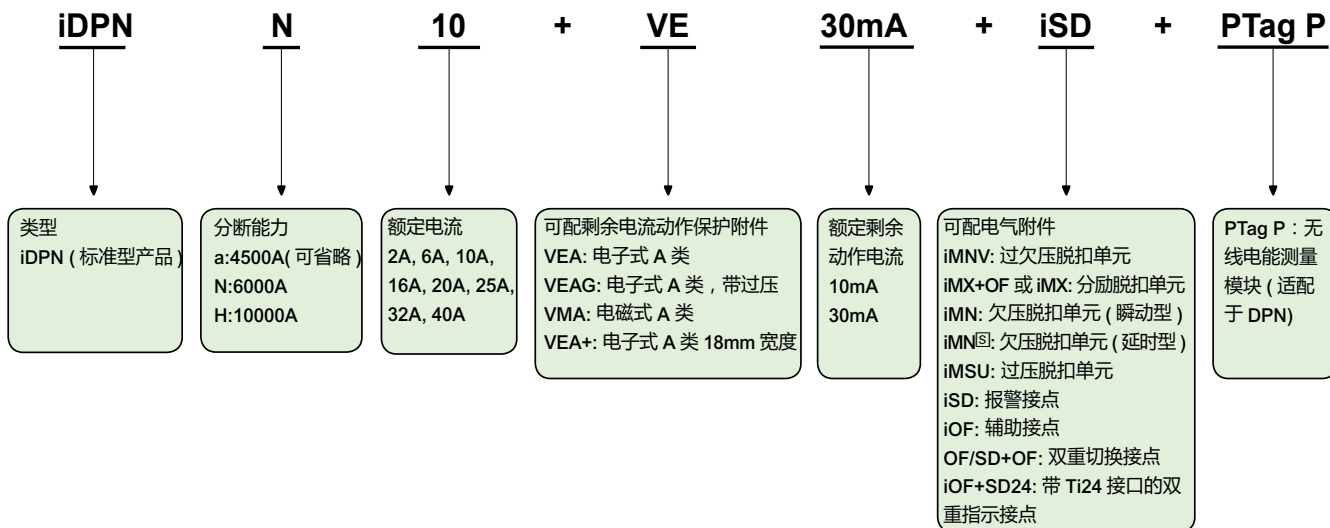 iDPN N 10 + VE 30mA + iSD + PTag P
类型
iDPN ( 标准型产品 )
分断能力
a:4500A( 可省略 )
N:6000A
H:10000A
额定电流
2A, 6A, 10A,
16A, 20A, 25A,
32A, 40A
可配剩余电流动作保护附件
VEA: 电子式 A 类
VEAG: 电子式 A 类 , 带过压
VMA: 电磁式 A 类
VEA+: 电子式 A 类 18mm 宽度
额定剩余
动作电流
10mA
30mA
可配电气附件
iMNV: 过欠压脱扣单元
iMX+OF 或 iMX: 分励脱扣单元
iMN: 欠压脱扣单元 ( 瞬动型 )
iMN🅂: 欠压脱扣单元 ( 延时型 )
iMSU: 过压脱扣单元
iSD: 报警接点
iOF: 辅助接点
OF/SD+OF: 双重切换接点
iOF+SD24: 带 Ti24 接口的双
重指示接点
PTag P : 无
线电能测量
模块 ( 适配
于 DPN)